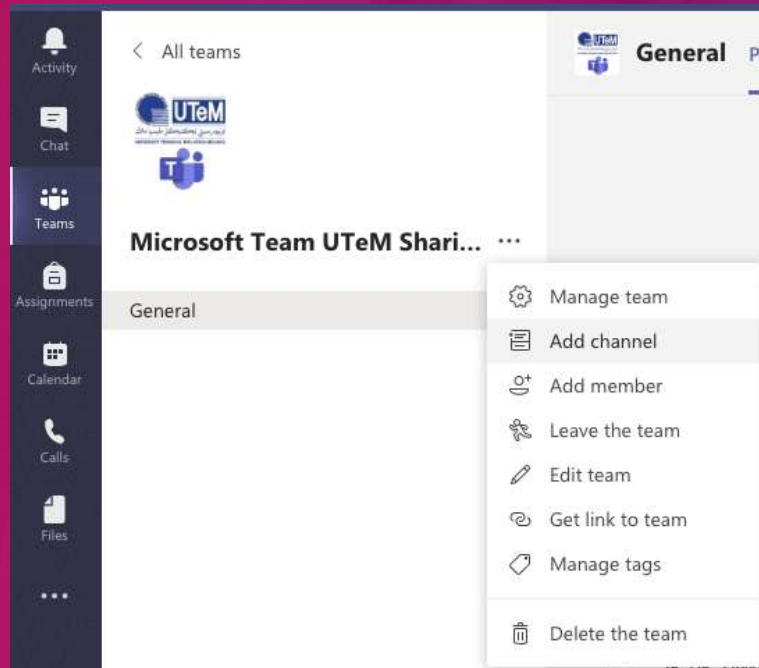 Activity
Chat
Teams
Assignments
Calendar
Calls
Files
All teams
UTeM
Microsoft Team UTeM Shari... ...
General
UTeM
General P
Manage team
Add channel
Add member
Leave the team
Edit team
Get link to team
Manage tags
Delete the team